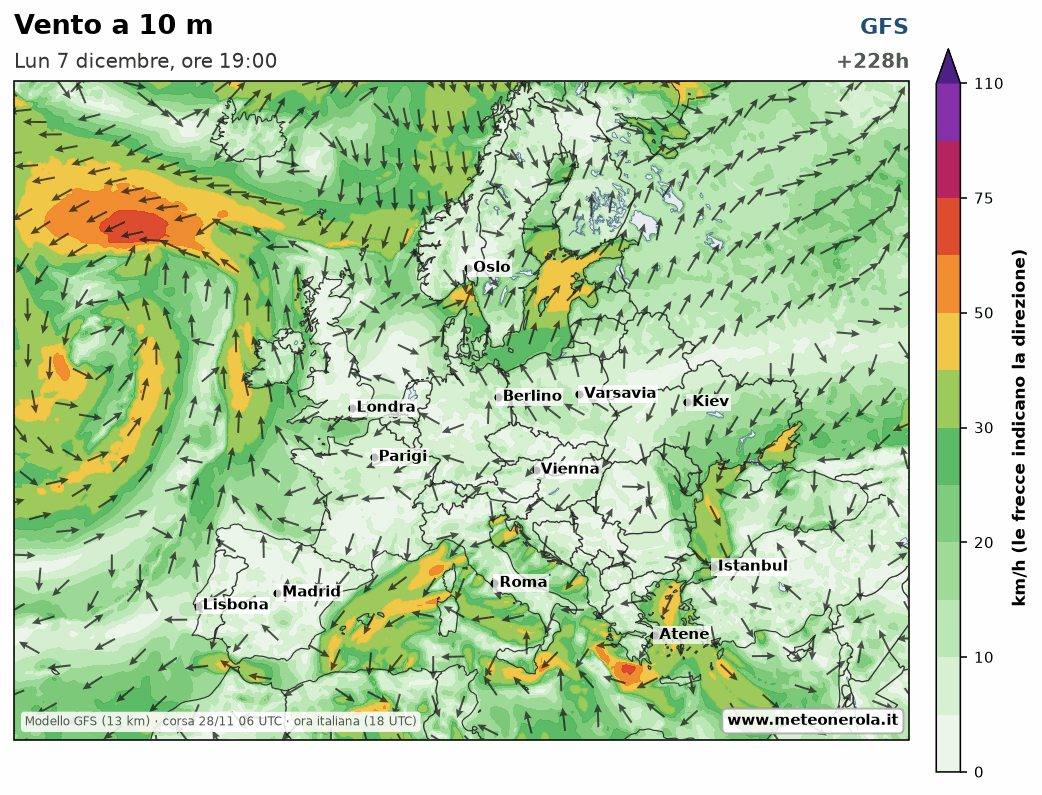 Vento a 10 m
GFS
Lun 7 dicembre, ore 19:00
+228h
110
75
50
30
20
10
0
km/h (le frecce indicano la direzione)
Oslo
Berlino
Varsavia
Kiev
Londra
Parigi
Vienna
Istanbul
Roma
Madrid
Lisbona
Atene
Modello GFS (13 km) · corsa 28/11 06 UTC · ora italiana (18 UTC)
www.meteonerola.it